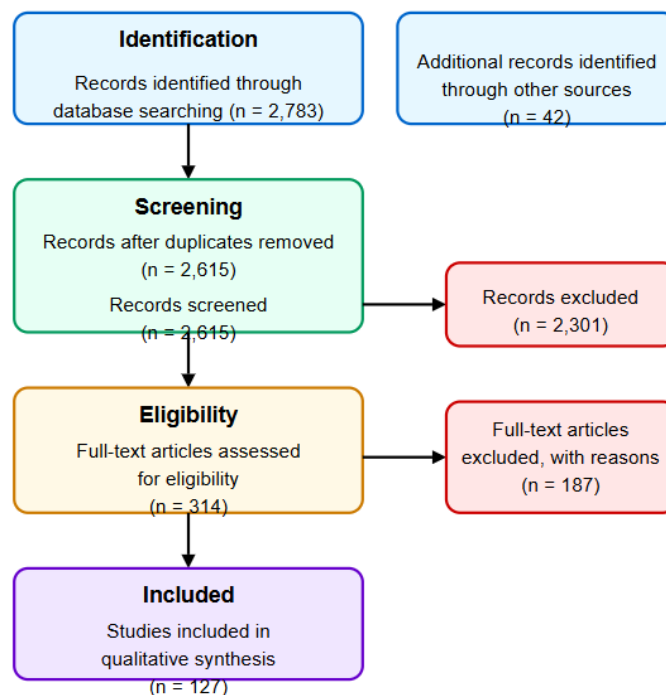 Identification
Records identified through
database searching (n = 2,783)
Additional records identified
through other sources
(n = 42)
Screening
Records after duplicates removed
(n = 2,615)
Records screened
(n = 2,615)
Records excluded
(n = 2,301)
Eligibility
Full-text articles assessed
for eligibility
(n = 314)
Full-text articles
excluded, with reasons
(n = 187)
Included
Studies included in
qualitative synthesis
(n = 127)